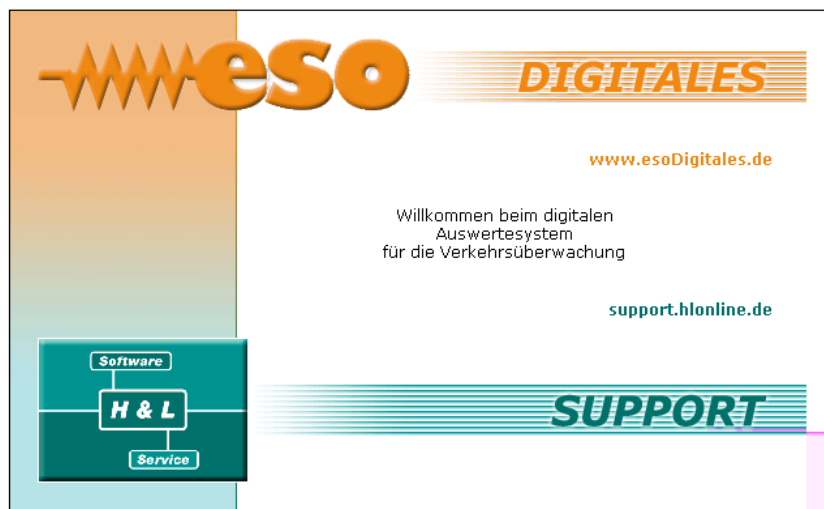 eso
DIGITALES
www.esoDigitales.de
Willkommen beim digitalen
Auswertesystem
für die Verkehrsüberwachung
support.hlonline.de
Software
H & L
Service
SUPPORT